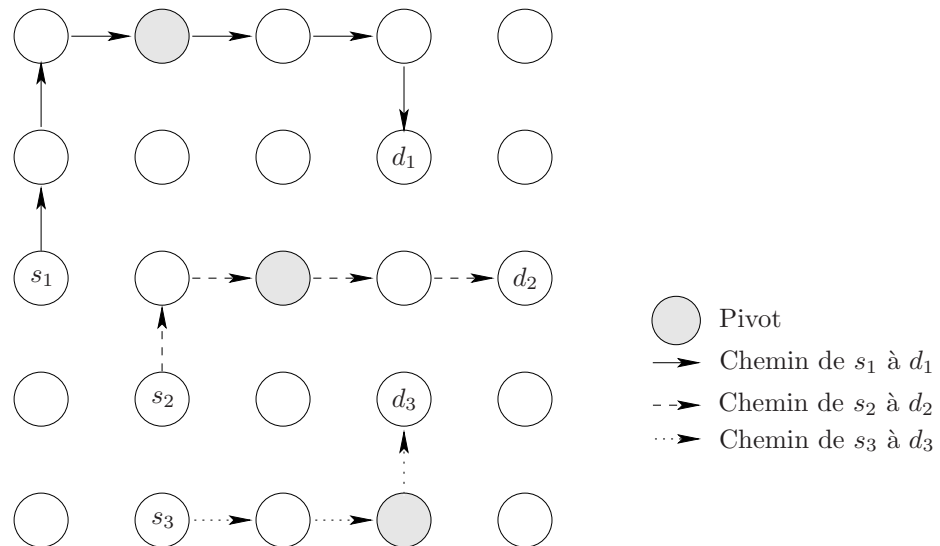 d₁
s₁
d₂
Pivot
Chemin de s₁ à d₁
s₂
d₃
Chemin de s₂ à d₂
Chemin de s₃ à d₃
s₃